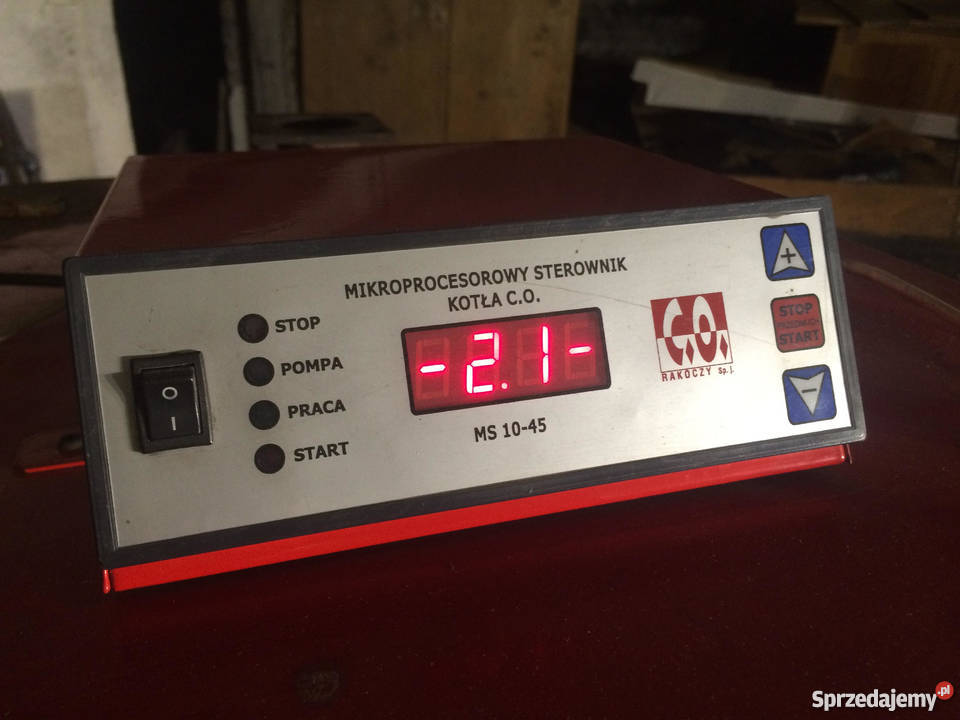 MIKROPROCESOROWY STEROWNIK
KOTŁA C.O.
STOP
POMPA
PRACA
START
O
I
-2.1-
MS 10-45
C.O.
RAKOCZY Sp. j.
+
STOP
START
-
Sprzedajemy.pl